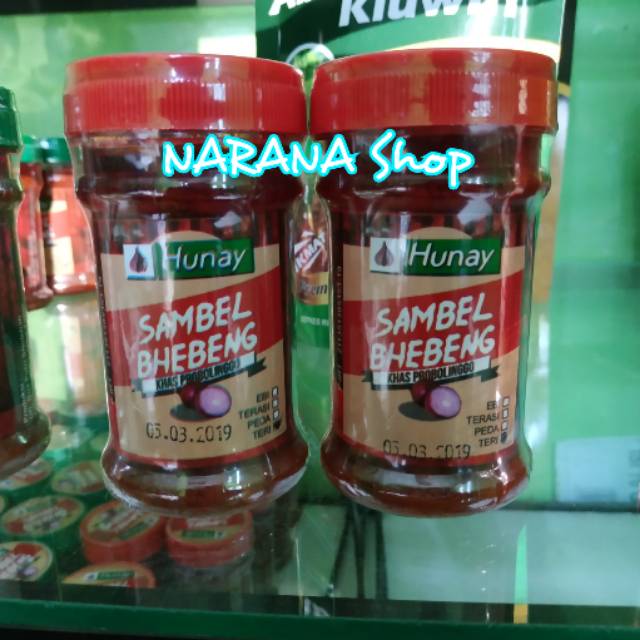 Kluwak
NARANA Shop
Hunay
SAMBEL
BHEBENG
KHAS PROBOLINGGO
EBI
TERASI
PEDA
TERI
05.03.2019
Hunay
SAMBEL
BHEBENG
KHAS PROBOLINGGO
EBI
TERASI
PEDA
TERI
05.03.2019